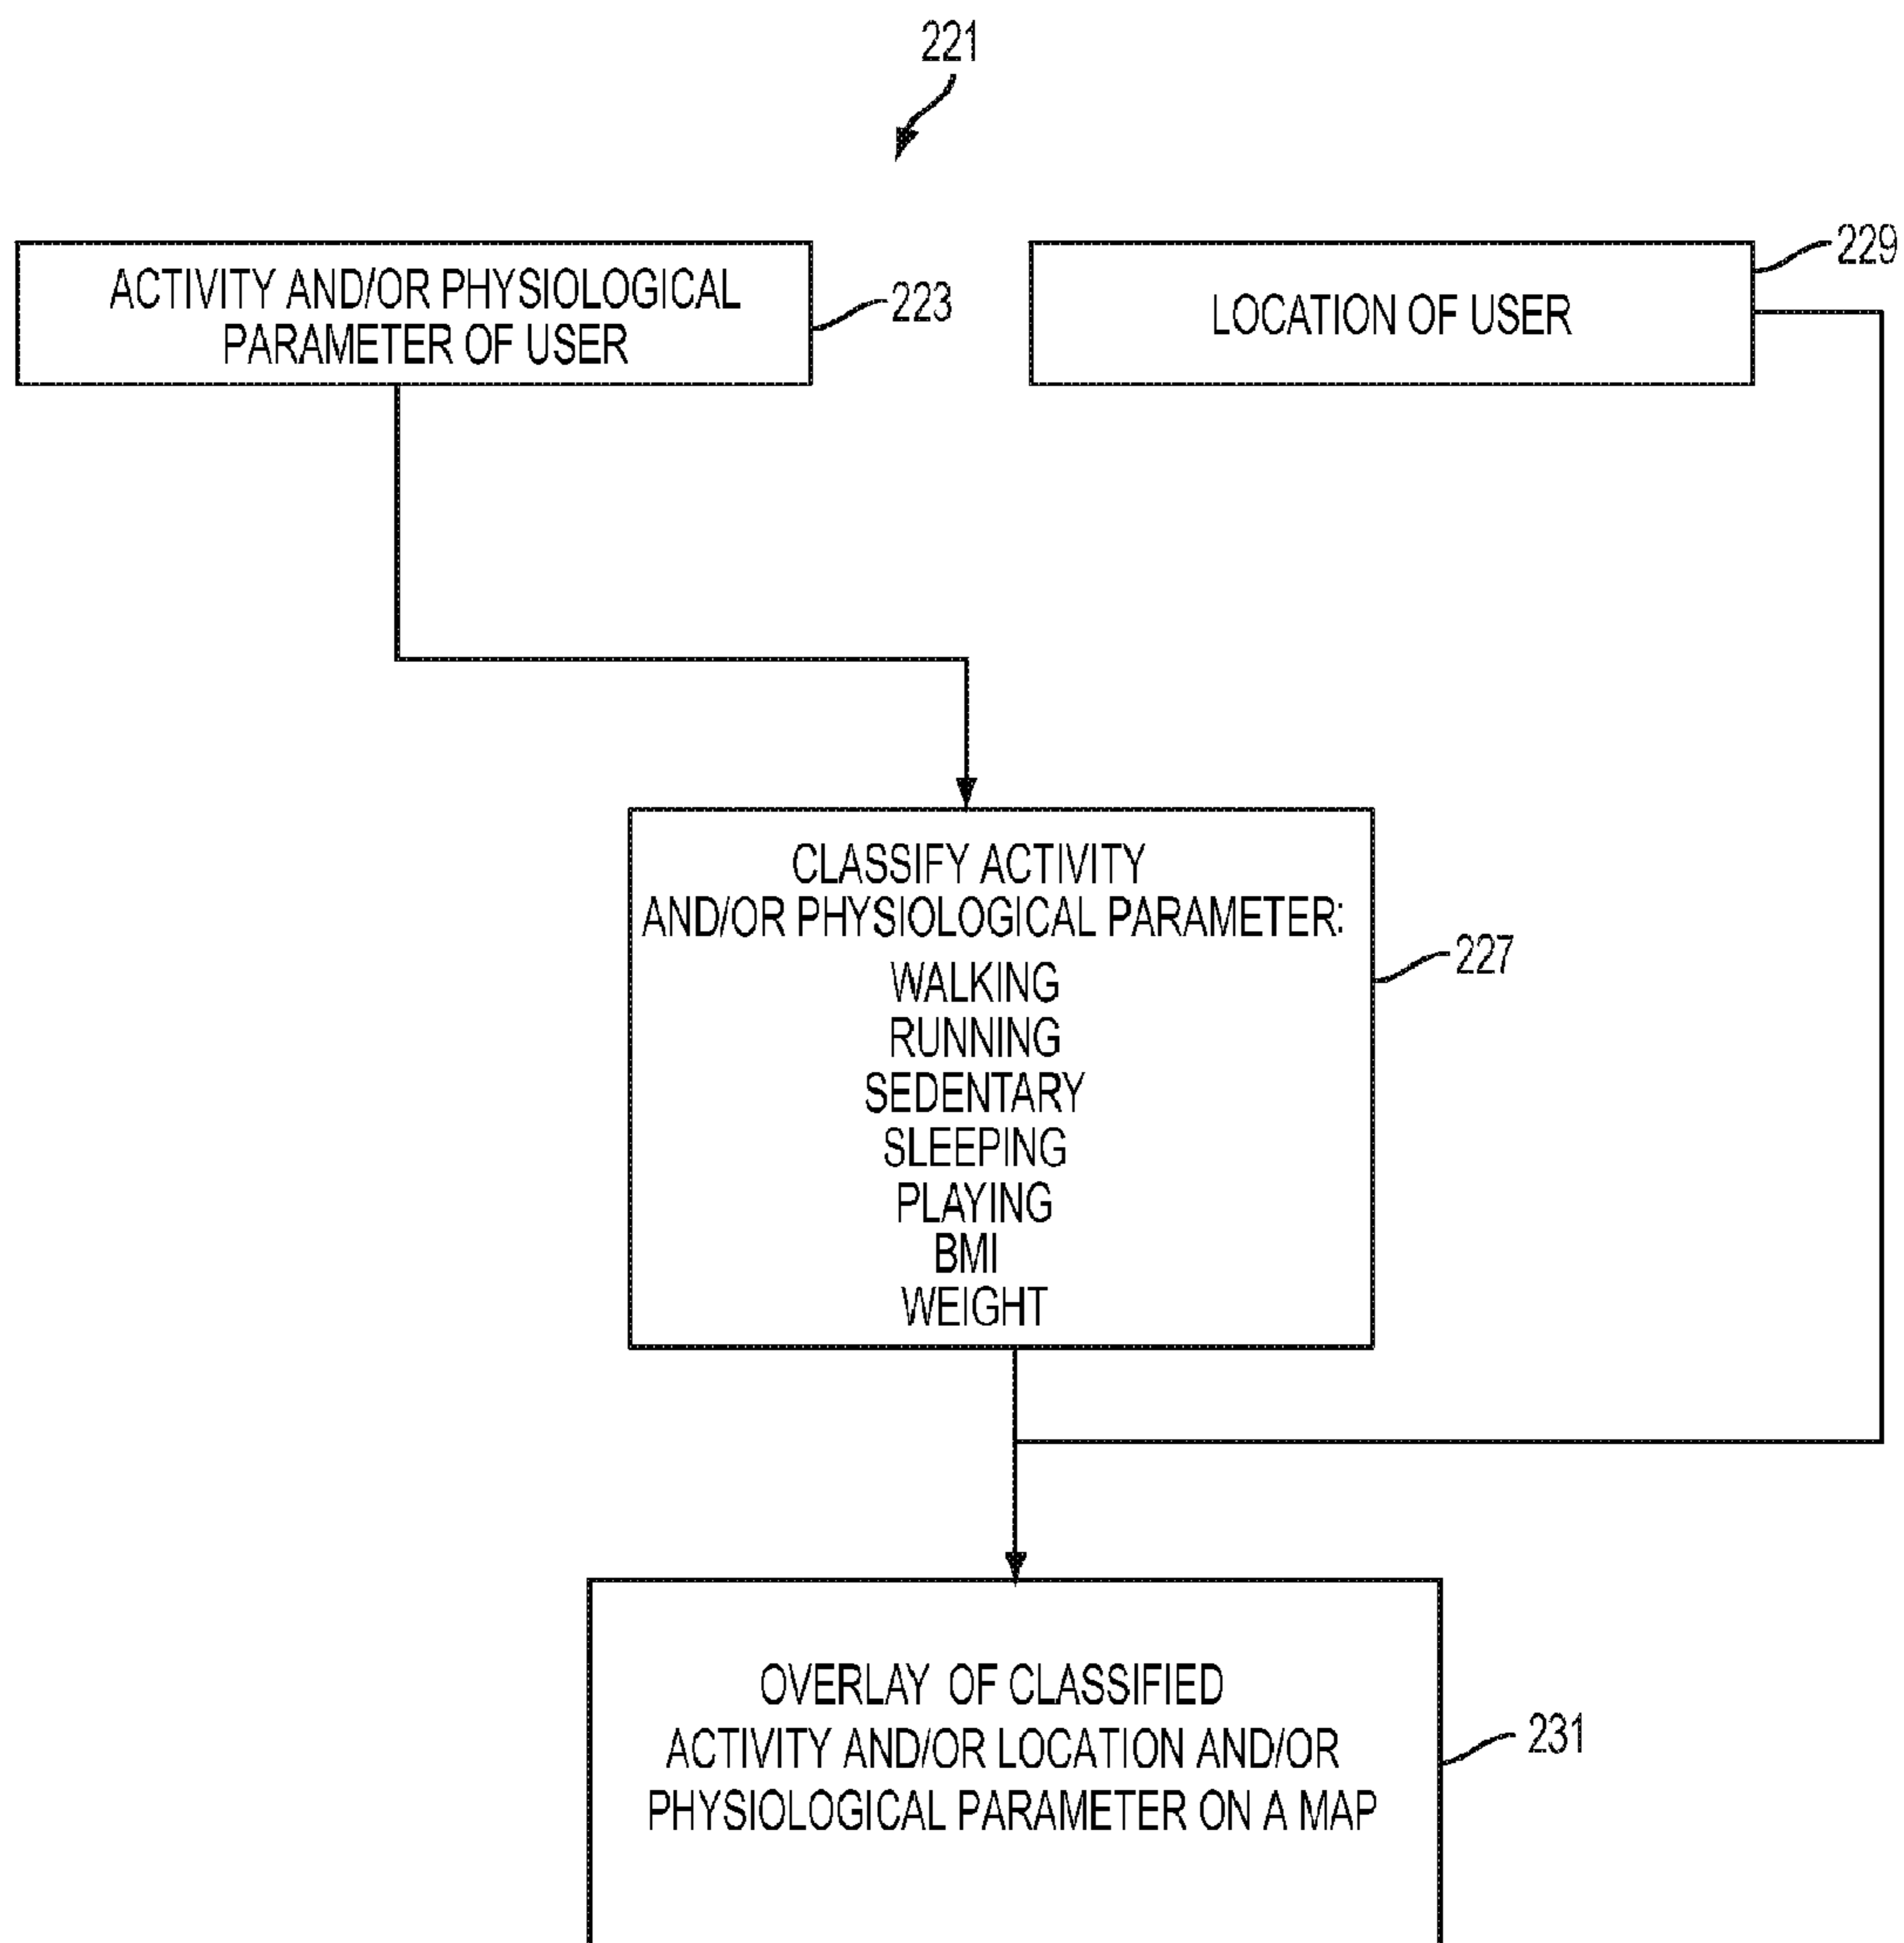 221
ACTIVITY AND/OR PHYSIOLOGICAL
PARAMETER OF USER
223
LOCATION OF USER
229
CLASSIFY ACTIVITY
AND/OR PHYSIOLOGICAL PARAMETER:
WALKING
RUNNING
SEDENTARY
SLEEPING
PLAYING
BMI
WEIGHT
227
OVERLAY OF CLASSIFIED
ACTIVITY AND/OR LOCATION AND/OR
PHYSIOLOGICAL PARAMETER ON A MAP
231